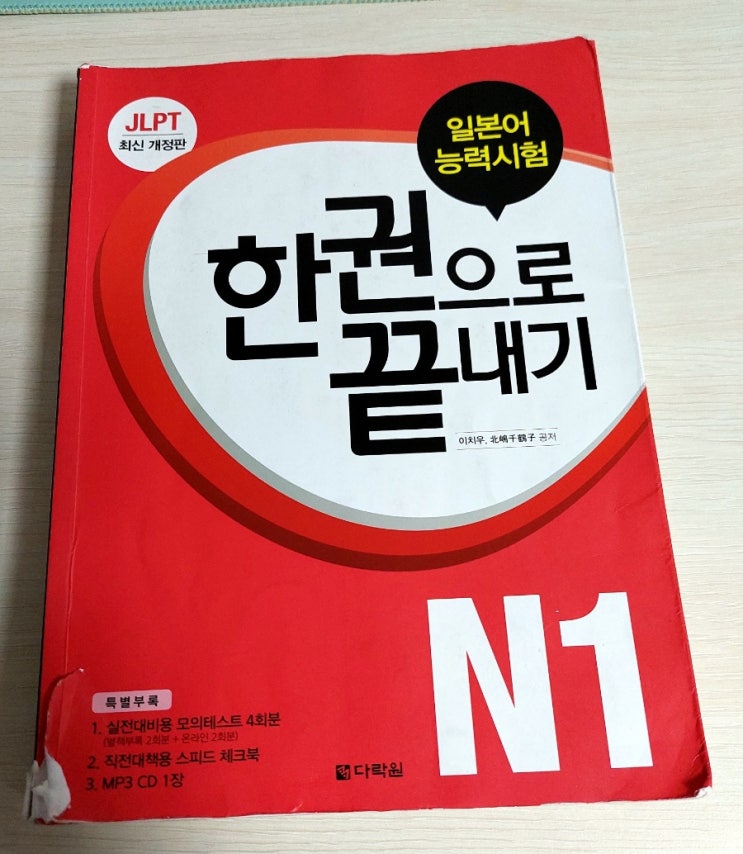 JLPT
최신 개정판
일본어
능력시험
한권으로
끝내기
이치우, 北嶋千鶴子 공저
N1
특별부록
1. 실전대비용 모의테스트 4회분
(별책부록 2회분 + 온라인 2회분)
2. 직전대책용 스피드 체크북
3. MP3 CD 1장
다락원